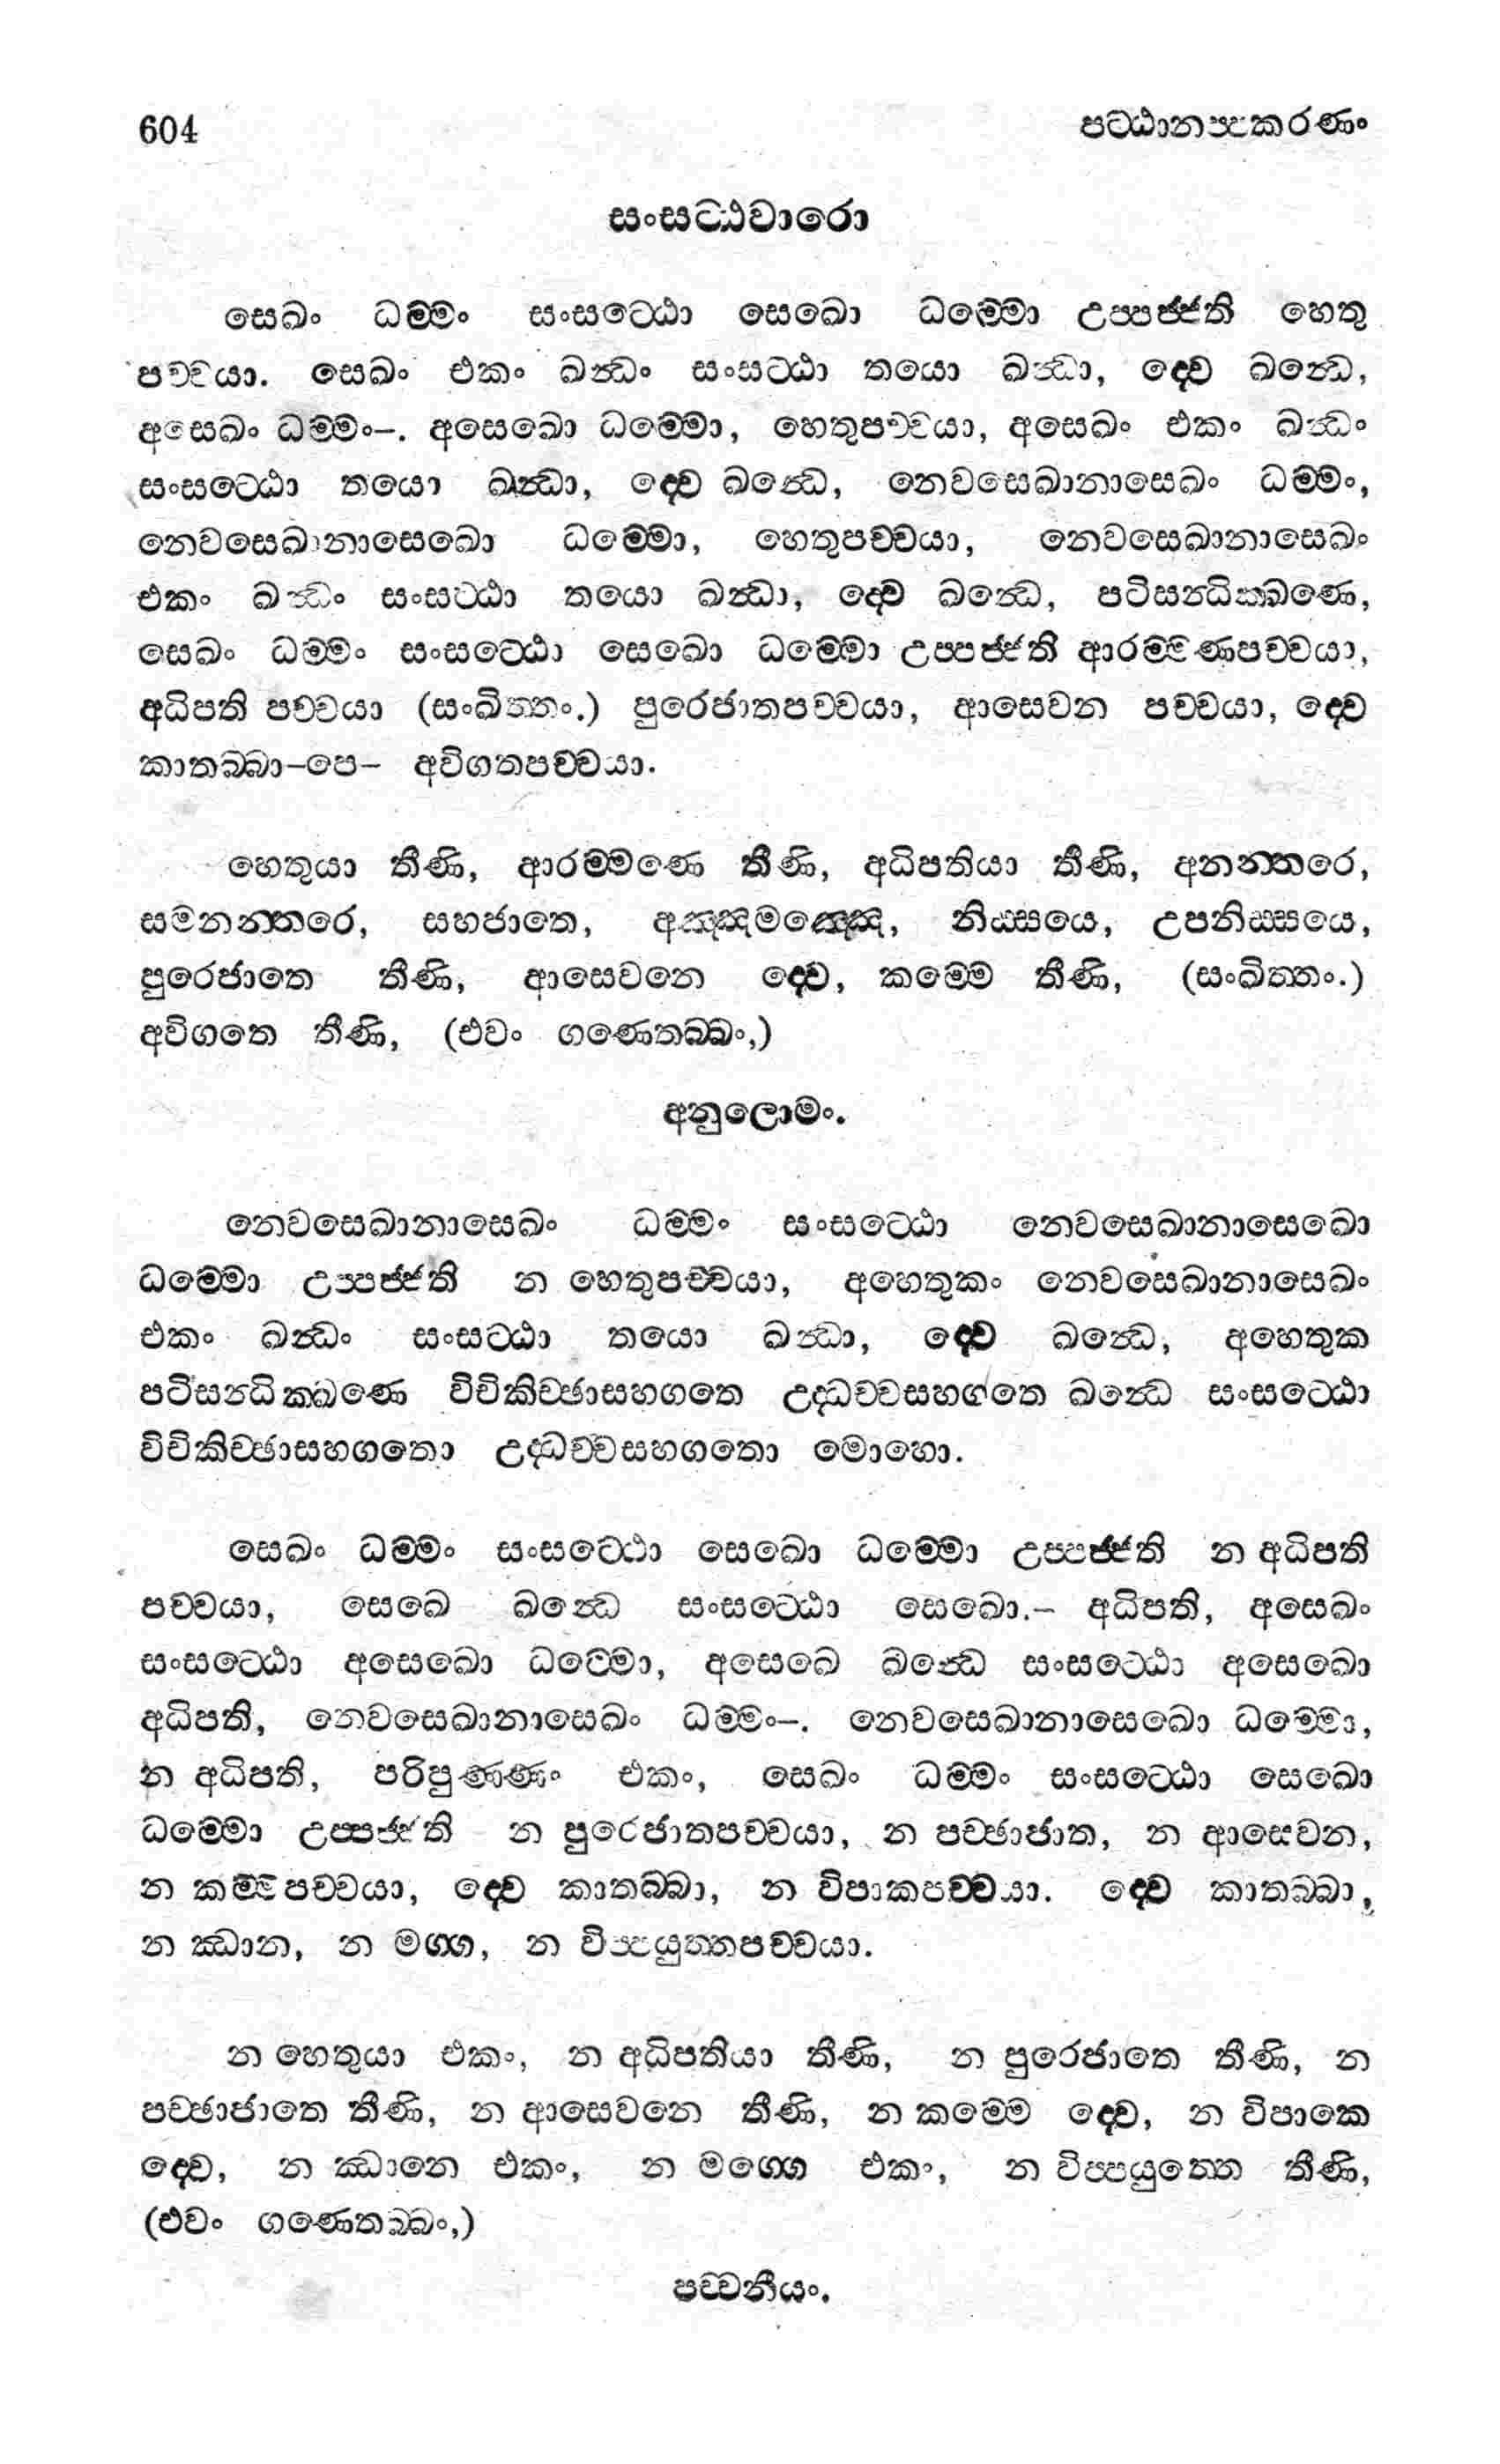 604
පට්ඨානප්පකරණං
සංසට්ඨවාරො
සෙඛං ධම්මං සංසට්ඨො සෙඛො ධම්මො උප්පජ්ජති හෙතු
පච්චයා. සෙඛං එකං ඛන්ධං සංසට්ඨා තයො ඛන්ධා, ද්වෙ ඛන්ධෙ,
අසෙඛං ධම්මං–. අසෙඛො ධම්මො, හෙතුපච්චයා, අසෙඛං එකං ඛන්ධං
සංසට්ඨො තයො ඛන්ධා, ද්වෙ ඛන්ධෙ, නෙවසෙඛානාසෙඛං ධම්මං,
නෙවසෙඛානාසෙඛො ධම්මො, හෙතුපච්චයා, නෙවසෙඛානාසෙඛං
එකං ඛන්ධං සංසට්ඨා තයො ඛන්ධා, ද්වෙ ඛන්ධෙ, පටිසන්ධික්ඛණෙ,
සෙඛං ධම්මං සංසට්ඨො සෙඛො ධම්මො උප්පජ්ජති ආරම්මණපච්චයා,
අධිපති පච්චයා (සංඛිත්තං.) පුරෙජාතපච්චයා, ආසෙවන පච්චයා, ද්වෙ
කාතබ්බා–පෙ– අවිගතපච්චයා.
හෙතුයා තීණි, ආරම්මණෙ තීණි, අධිපතියා තීණි, අනන්තරෙ,
සමනන්තරෙ, සහජාතෙ, අඤ්ඤමඤ්ඤෙ, නිස්සයෙ, උපනිස්සයෙ,
පුරෙජාතෙ තීණි, ආසෙවනෙ ද්වෙ, කම්මෙ තීණි, (සංඛිත්තං.)
අවිගතෙ තීණි, (එවං ගණෙතබ්බං,)
අනුලොමං.
නෙවසෙඛානාසෙඛං ධම්මං සංසට්ඨො නෙවසෙඛානාසෙඛො
ධම්මො උප්පජ්ජති න හෙතුපච්චයා, අහෙතුකං නෙවසෙඛානාසෙඛං
එකං ඛන්ධං සංසට්ඨා තයො ඛන්ධා, ද්වෙ ඛන්ධෙ, අහෙතුක
පටිසන්ධික්ඛණෙ විචිකිච්ඡාසහගතෙ උද්ධච්චසහගතෙ ඛන්ධෙ සංසට්ඨො
විචිකිච්ඡාසහගතො උද්ධච්චසහගතො මොහො.
සෙඛං ධම්මං සංසට්ඨො සෙඛො ධම්මො උප්පජ්ජති න අධිපති
පච්චයා, සෙඛෙ ඛන්ධෙ සංසට්ඨො සෙඛො.– අධිපති, අසෙඛං
සංසට්ඨො අසෙඛො ධම්මො, අසෙඛෙ ඛන්ධෙ සංසට්ඨො අසෙඛො
අධිපති, නෙවසෙඛානාසෙඛං ධම්මං–. නෙවසෙඛානාසෙඛො ධම්මො,
න අධිපති, පරිපුණ්ණං එකං, සෙඛං ධම්මං සංසට්ඨො සෙඛො
ධම්මො උප්පජ්ජති න පුරෙජාතපච්චයා, න පච්ඡාජාත, න ආසෙවන,
න කම්මපච්චයා, ද්වෙ කාතබ්බා, න විපාකපච්චයා. ද්වෙ කාතබ්බා,
න ඣාන, න මග්ග, න විප්පයුත්තපච්චයා.
න හෙතුයා එකං, න අධිපතියා තීණි, න පුරෙජාතෙ තීණි, න
පච්ඡාජාතෙ තීණි, න ආසෙවනෙ තීණි, න කම්මෙ ද්වෙ, න විපාකෙ
ද්වෙ, න ඣානෙ එකං, න මග්ගෙ එකං, න විප්පයුත්තෙ තීණි,
(එවං ගණෙතබ්බං,)
පච්චනීයං.